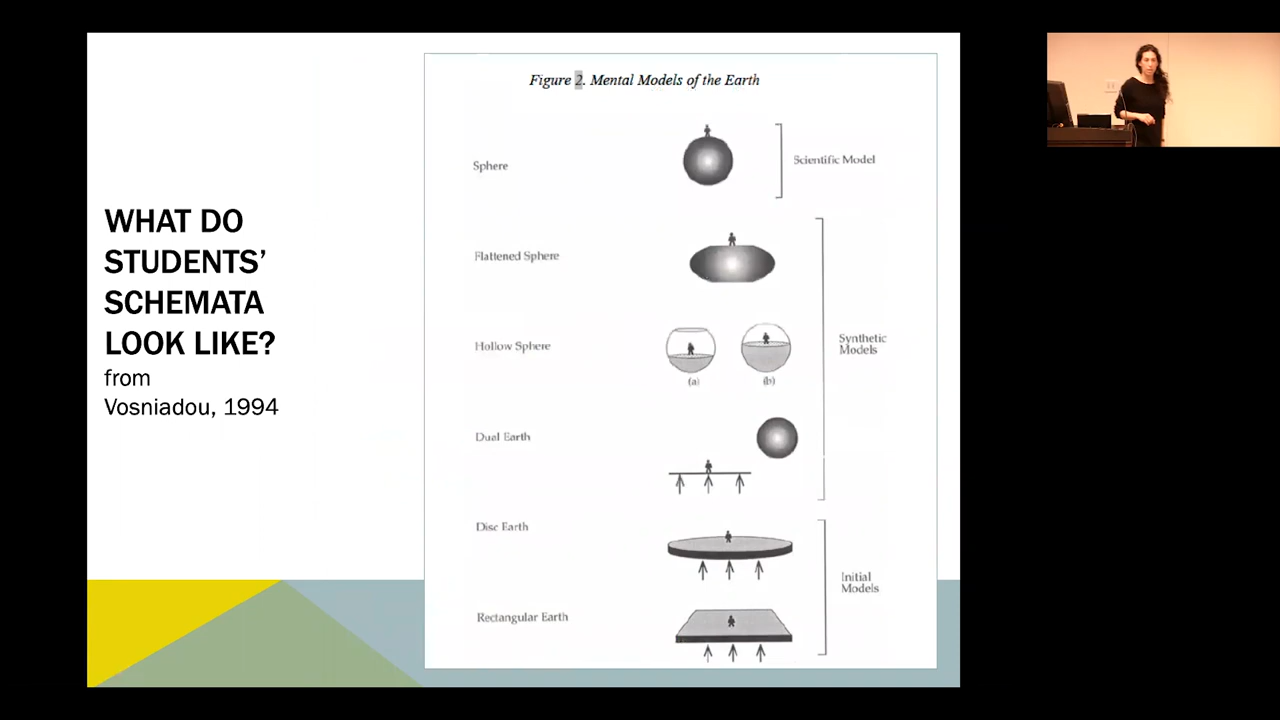 WHAT DO
STUDENTS’
SCHEMATA
LOOK LIKE?
from
Vosniadou, 1994
Figure 2. Mental Models of the Earth
Sphere
Scientific Model
Flattened Sphere
Hollow Sphere
(a)
(b)
Synthetic
Models
Dual Earth
Disc Earth
Initial
Models
Rectangular Earth